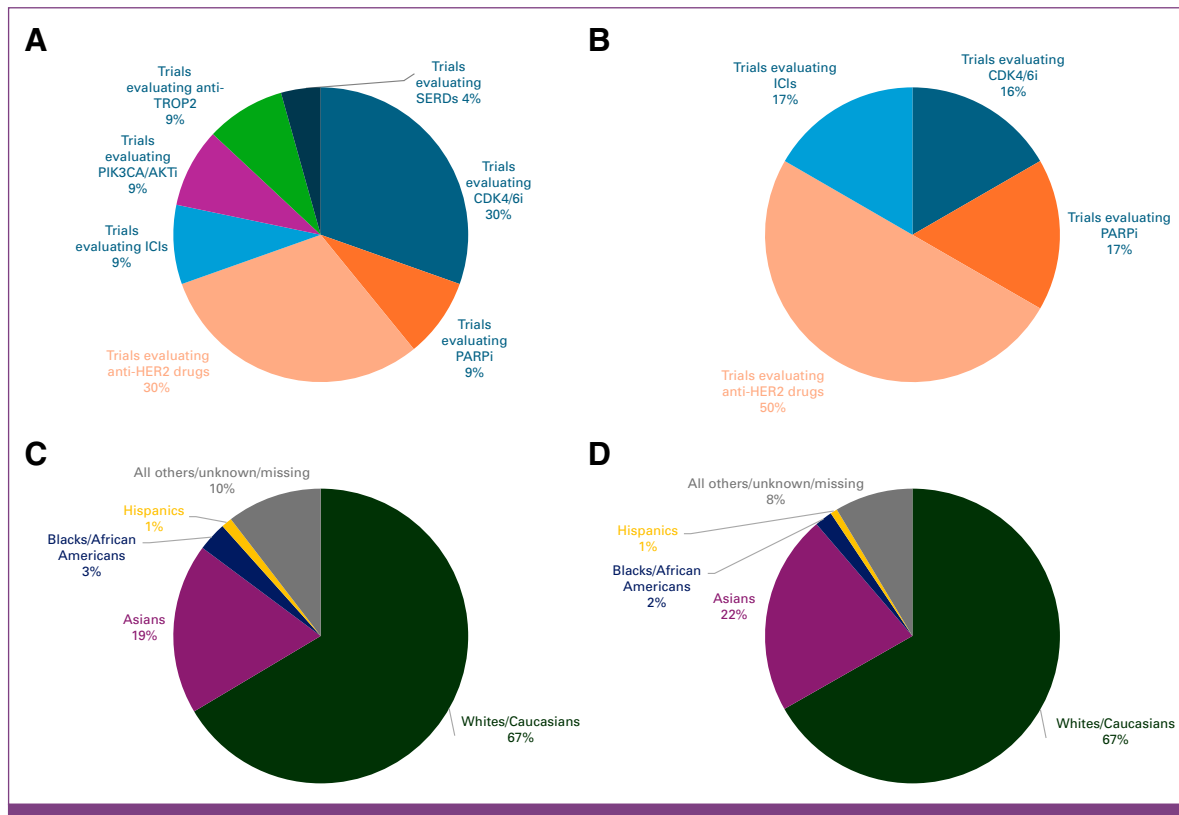 A
Trials
evaluating anti-
TROP2
9%
Trials
evaluating
SERDs 4%
Trials
evaluating
PIK3CA/AKTi
9%
Trials
evaluating
CDK4/6i
30%
Trials
evaluating ICIs
9%
Trials
evaluating
PARPi
9%
Trials evaluating
anti-HER2 drugs
30%
B
Trials evaluating
ICIs
17%
Trials evaluating
CDK4/6i
16%
Trials evaluating
PARPi
17%
Trials evaluating
anti-HER2 drugs
50%
C
All others/unknown/missing
10%
Hispanics
1%
Blacks/African
Americans
3%
Asians
19%
Whites/Caucasians
67%
D
All others/unknown/missing
8%
Hispanics
1%
Blacks/African
Americans
2%
Asians
22%
Whites/Caucasians
67%